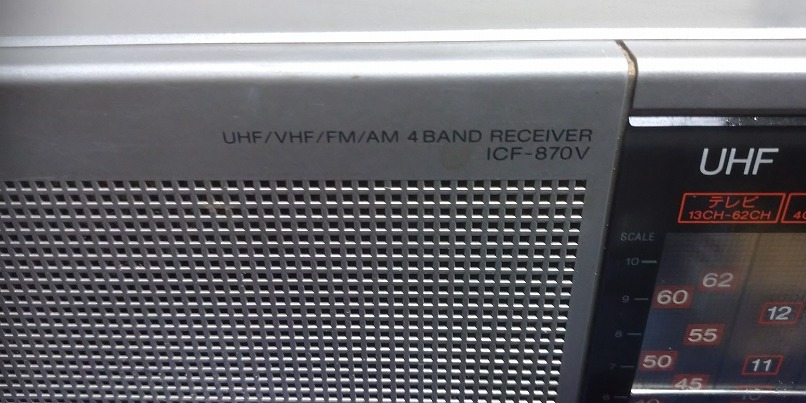 UHF/VHF/FM/AM 4 BAND RECEIVER
ICF-870V
UHF
テレビ
13CH-62CH
SCALE
10
62
9
60
12
8
55
7
50
11
45